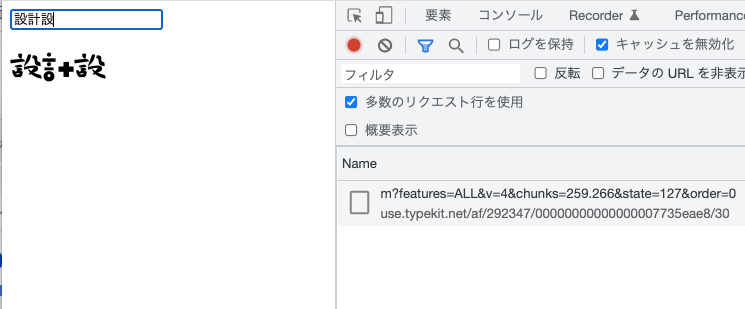 設計設
設計設
要素 コンソール Recorder Performance
ログを保持 キャッシュを無効化
フィルタ 反転 データの URL を非表示
多数のリクエスト行を使用
概要表示
Name
m?features=ALL&v=4&chunks=259.266&state=127&order=0
use.typekit.net/af/292347/00000000000000007735eae8/30